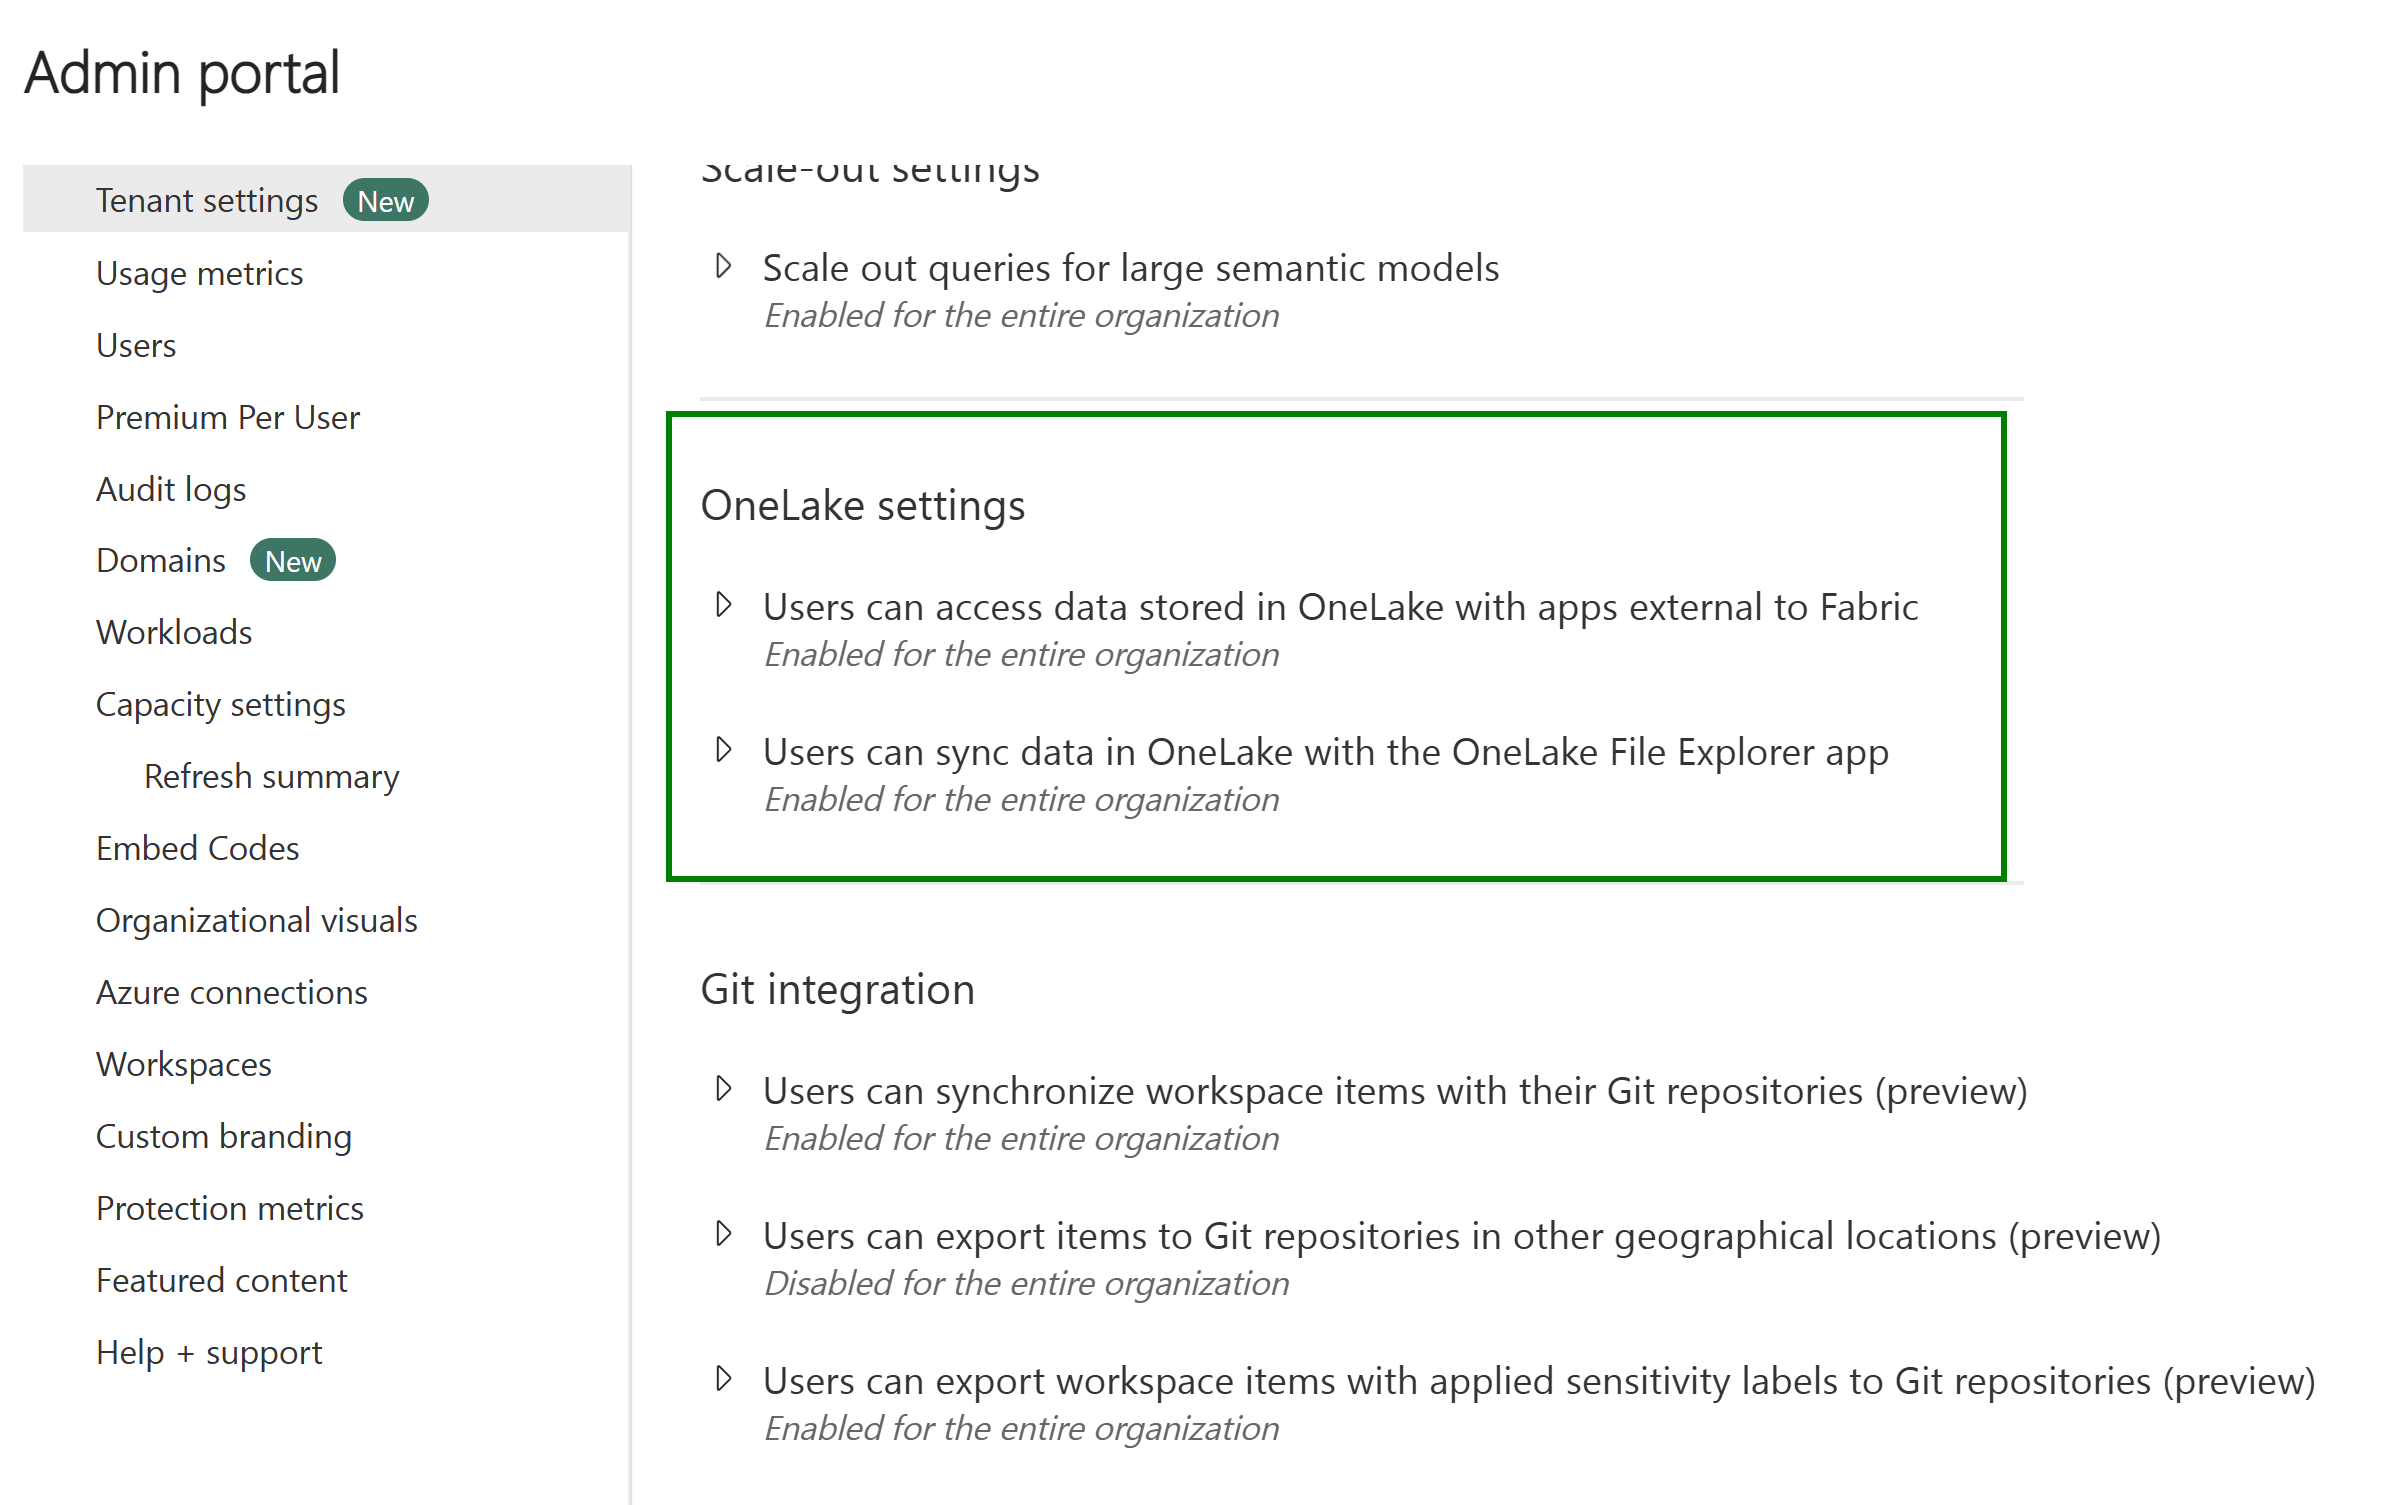 Admin portal
Tenant settings New
Usage metrics
Users
Premium Per User
Audit logs
Domains New
Workloads
Capacity settings
Refresh summary
Embed Codes
Organizational visuals
Azure connections
Workspaces
Custom branding
Protection metrics
Featured content
Help + support
Scale-out settings
Scale out queries for large semantic models
Enabled for the entire organization
OneLake settings
Users can access data stored in OneLake with apps external to Fabric
Enabled for the entire organization
Users can sync data in OneLake with the OneLake File Explorer app
Enabled for the entire organization
Git integration
Users can synchronize workspace items with their Git repositories (preview)
Enabled for the entire organization
Users can export items to Git repositories in other geographical locations (preview)
Disabled for the entire organization
Users can export workspace items with applied sensitivity labels to Git repositories (preview)
Enabled for the entire organization